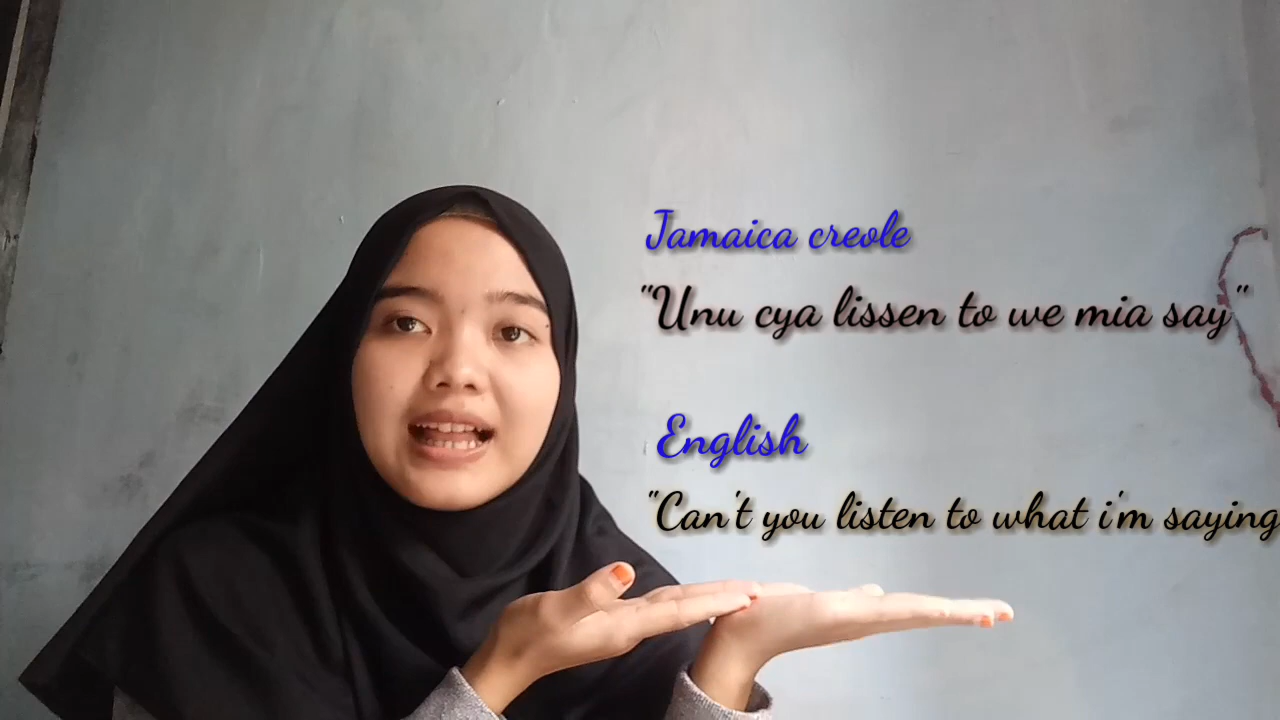 Jamaica creole
"Unu cya lissen to we mia say"
English
"Can't you listen to what i'm saying